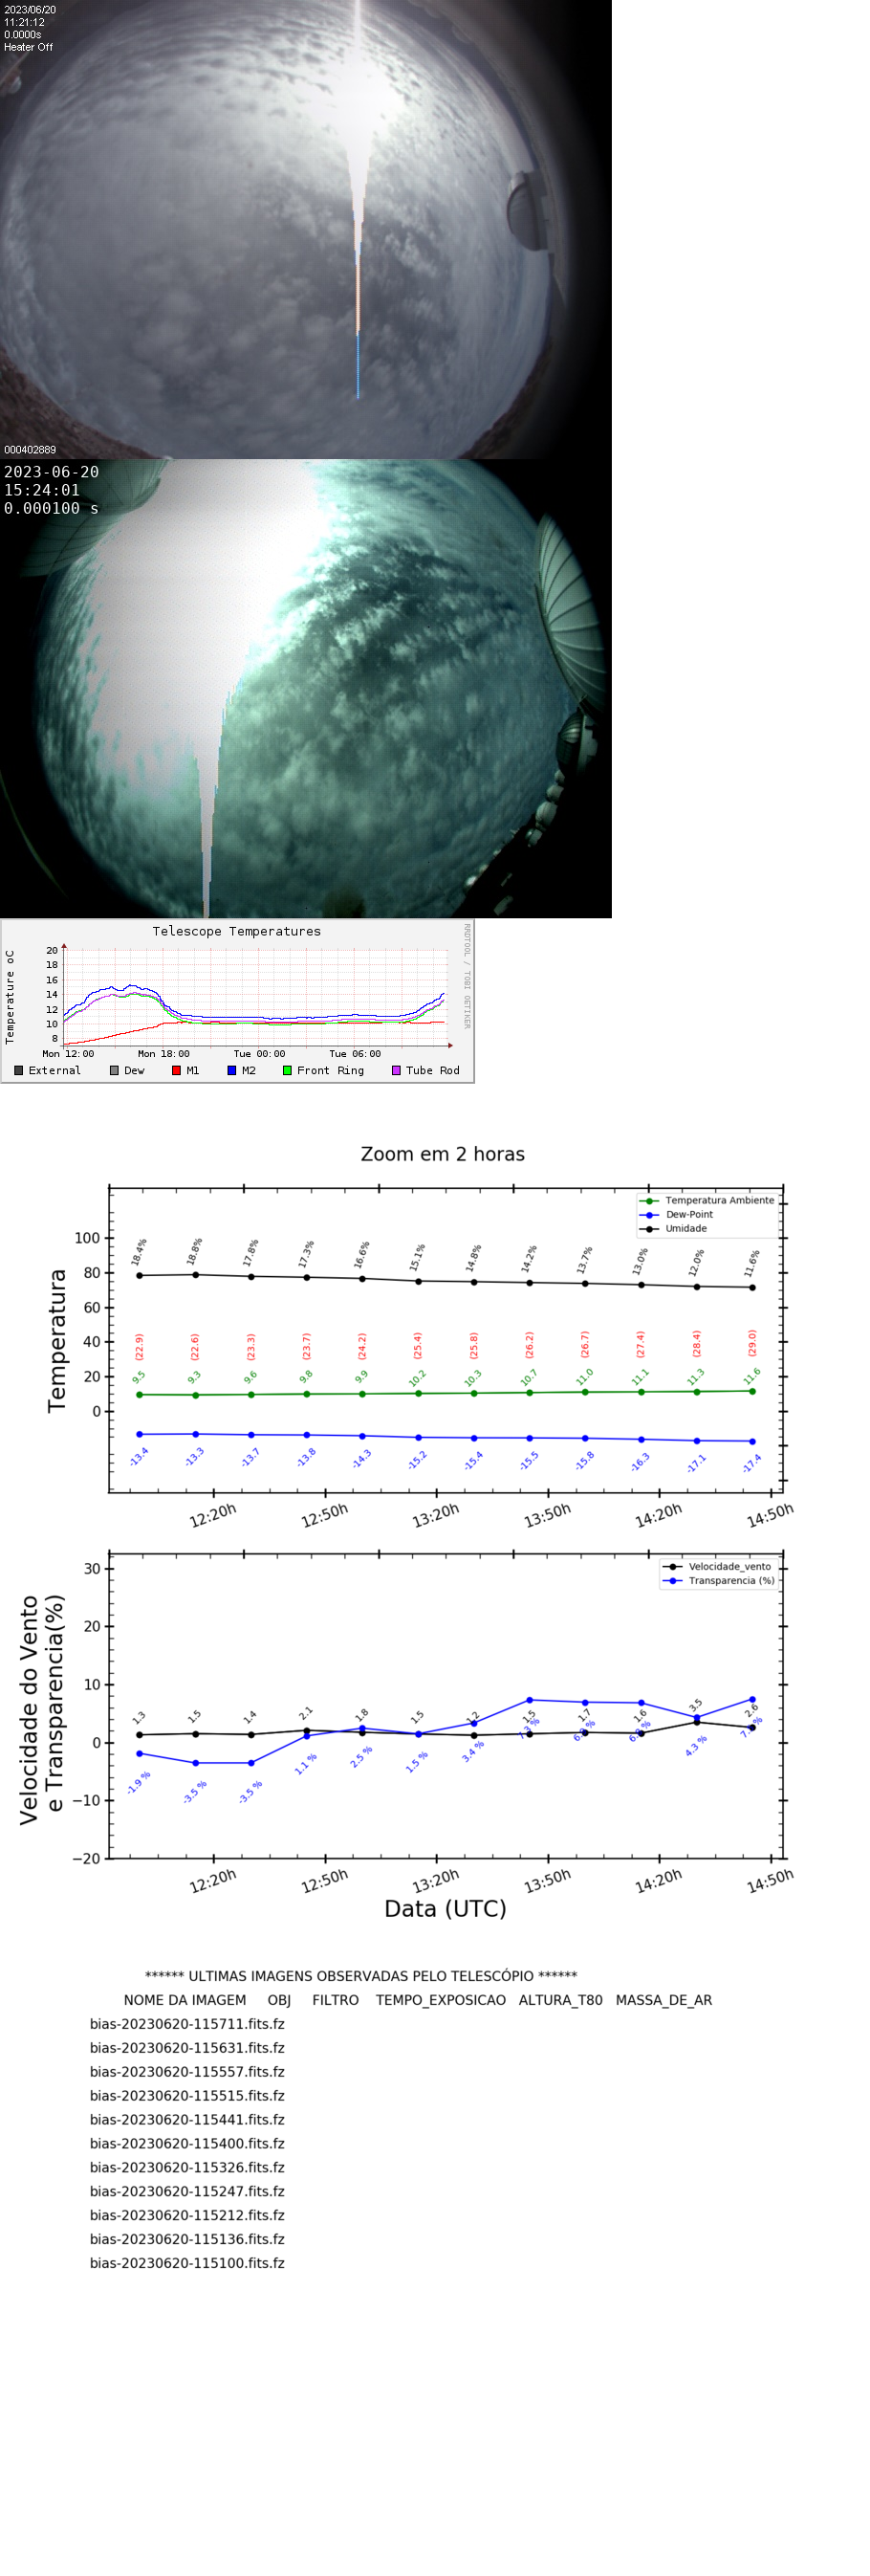 2023/06/20
11:21:12
0.0000s
Heater Off
000402889
2023-06-20
15:24:01
0.000100 s
Telescope Temperatures
RRDTOOL / TOBI OETIKER
Temperature oC
20
18
16
14
12
10
8
Mon 12:00 Mon 18:00 Tue 00:00 Tue 06:00
External Dew M1 M2 Front Ring Tube Rod
Zoom em 2 horas
Temperatura Ambiente
Dew-Point
Umidade
Temperatura
100
80
60
40
20
0
18.4% 18.8% 17.8% 17.3% 16.6% 15.1% 14.8% 14.2% 13.7% 13.0% 12.0% 11.6%
(22.9) (22.6) (23.3) (23.7) (24.2) (25.4) (25.8) (26.2) (26.7) (27.4) (28.4) (29.0)
9.5 9.3 9.6 9.8 9.9 10.2 10.3 10.7 11.0 11.1 11.3 11.6
-13.4 -13.3 -13.7 -13.8 -14.3 -15.2 -15.4 -15.5 -15.8 -16.3 -17.1 -17.4
12:20h 12:50h 13:20h 13:50h 14:20h 14:50h
Velocidade_vento
Transparencia (%)
Velocidade do Vento
e Transparencia(%)
30
20
10
0
−10
−20
1.3 1.5 1.4 2.1 1.8 1.5 1.2 1.5 1.7 1.6 3.5 2.6
-1.9 % -3.5 % -3.5 % 1.1 % 2.5 % 1.5 % 3.4 % 4.3 %
12:20h 12:50h 13:20h 13:50h 14:20h 14:50h
Data (UTC)
****** ULTIMAS IMAGENS OBSERVADAS PELO TELESCÓPIO ******
NOME DA IMAGEM OBJ FILTRO TEMPO_EXPOSICAO ALTURA_T80 MASSA_DE_AR
bias-20230620-115711.fits.fz
bias-20230620-115631.fits.fz
bias-20230620-115557.fits.fz
bias-20230620-115515.fits.fz
bias-20230620-115441.fits.fz
bias-20230620-115400.fits.fz
bias-20230620-115326.fits.fz
bias-20230620-115247.fits.fz
bias-20230620-115212.fits.fz
bias-20230620-115136.fits.fz
bias-20230620-115100.fits.fz